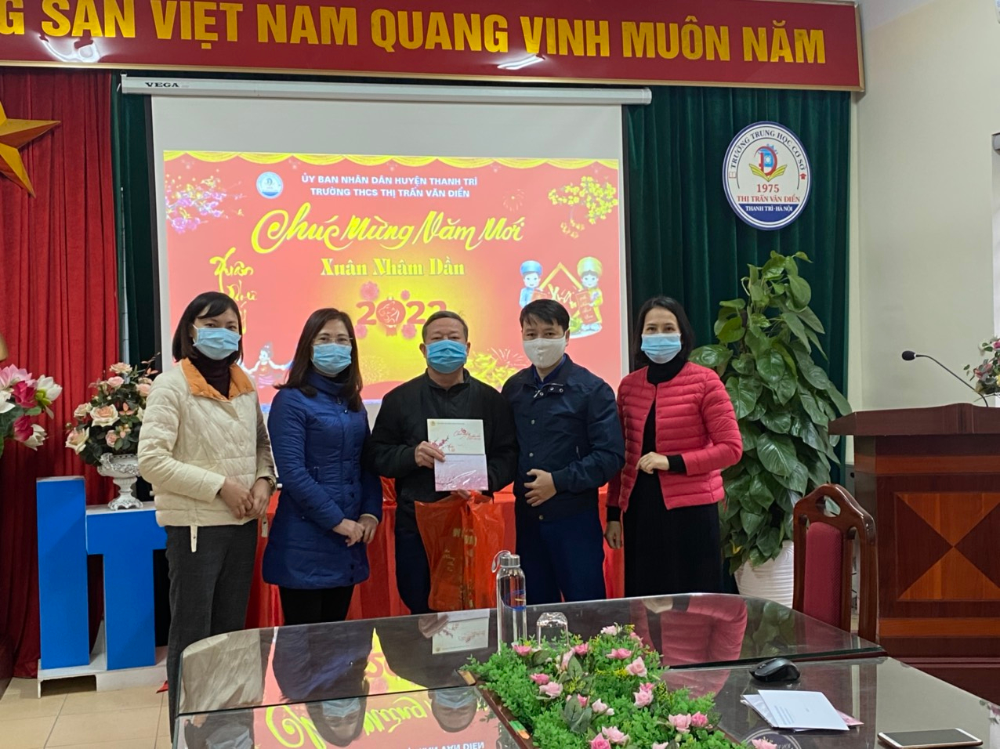 G SẢN VIỆT NAM QUANG VINH MUÔN NĂM
VEGA
ỦY BAN NHÂN DÂN HUYỆN THANH TRÌ
TRƯỜNG THCS THỊ TRẤN VĂN ĐIỂN
Chúc Mừng Năm Mới
Xuân Nhâm Dần
2022
Xuân
TRƯỜNG TRUNG HỌC CƠ SỞ
1975
THỊ TRẤN VĂN ĐIỂN
THANH TRÌ-HÀ NỘI